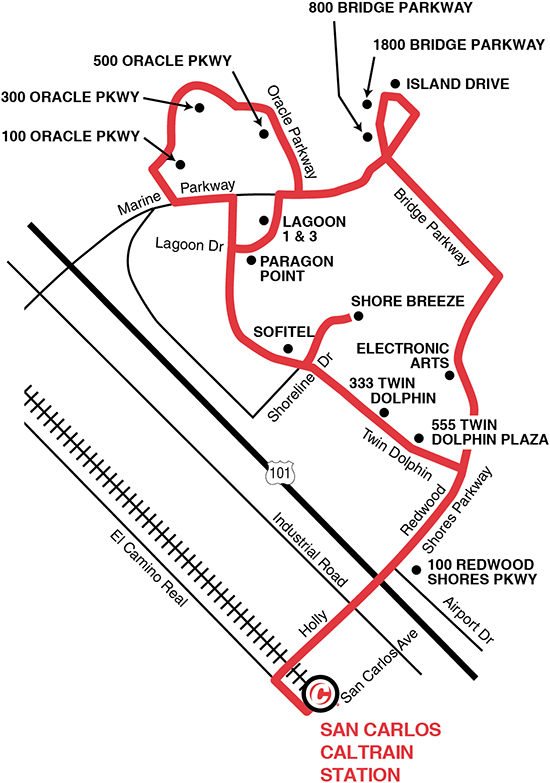 800 BRIDGE PARKWAY
1800 BRIDGE PARKWAY
500 ORACLE PKWY
ISLAND DRIVE
300 ORACLE PKWY
Oracle Parkway
100 ORACLE PKWY
Marine Parkway
Bridge Parkway
LAGOON
1 & 3
Lagoon Dr
PARAGON
POINT
SHORE BREEZE
SOFITEL
ELECTRONIC
ARTS
Shoreline Dr
333 TWIN
DOLPHIN
555 TWIN
DOLPHIN PLAZA
Twin Dolphin
101
Redwood
Shores Parkway
Industrial Road
El Camino Real
100 REDWOOD
SHORES PKWY
Airport Dr
Holly
San Carlos Ave
C
SAN CARLOS
CALTRAIN
STATION